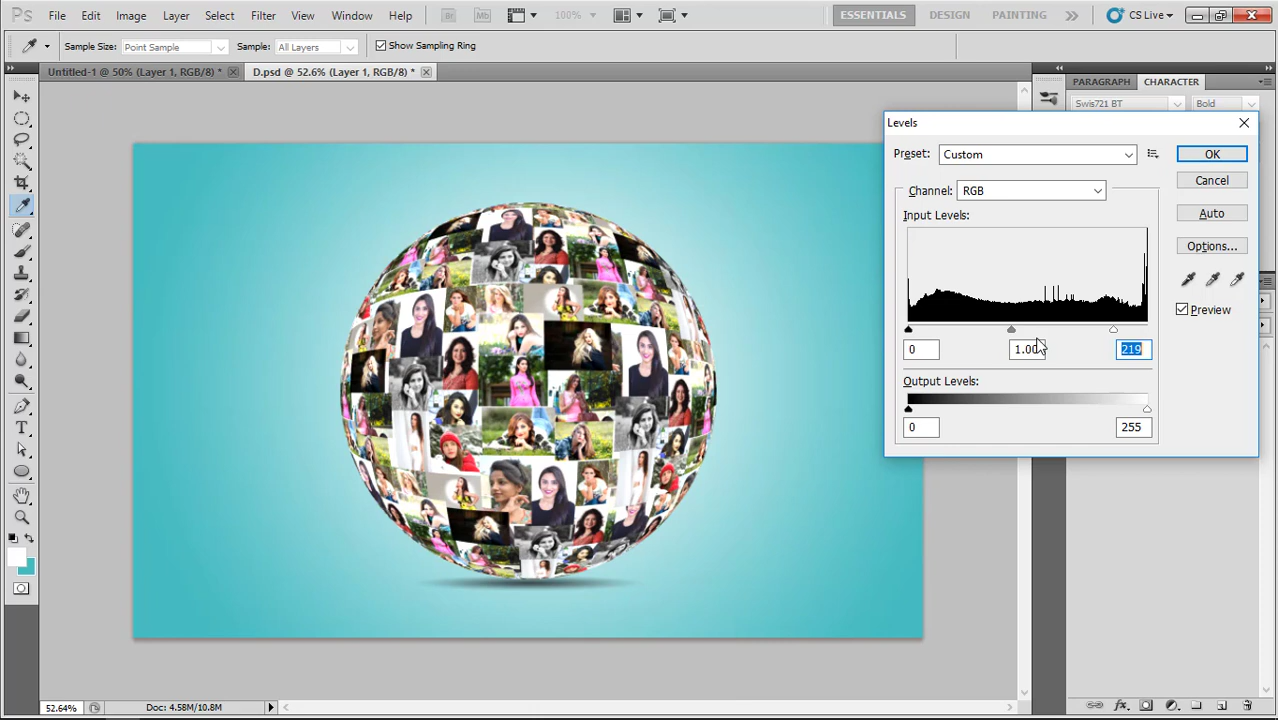 Ps File Edit Image Layer Select Filter View Window Help Br Mb 100% ESSENTIALS DESIGN PAINTING CS Live
Sample Size: Point Sample Sample: All Layers Show Sampling Ring
Untitled-1 @ 50% (Layer 1, RGB/8) * D.psd @ 52.6% (Layer 1, RGB/8) *
PARAGRAPH CHARACTER
Swis721 BT Bold
Levels
Preset: Custom OK
Cancel
Channel: RGB
Input Levels: Auto
Options...
Preview
0 1.00 219
Output Levels:
0 255
T
52.64% Doc: 4.58M/10.8M
fx